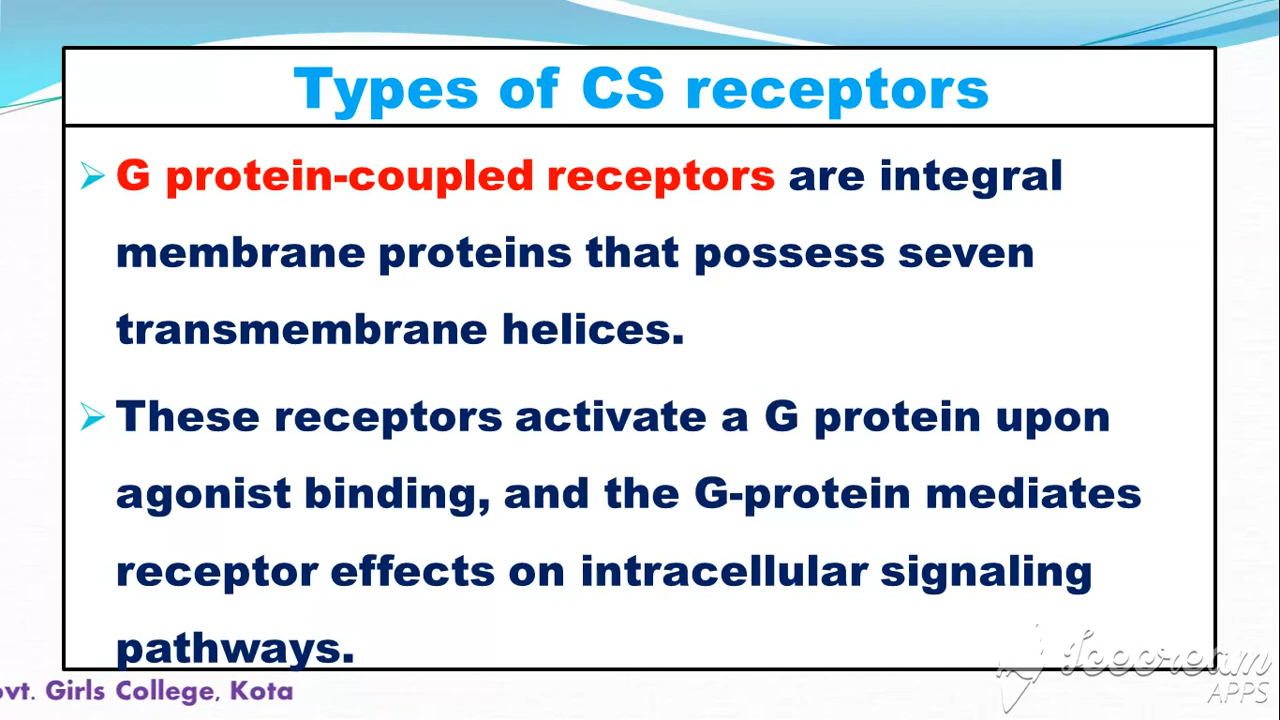 Types of CS receptors
G protein-coupled receptors are integral
membrane proteins that possess seven
transmembrane helices.
These receptors activate a G protein upon
agonist binding, and the G-protein mediates
receptor effects on intracellular signaling
pathways.
ovt. Girls College, Kota
Icecream
APPS